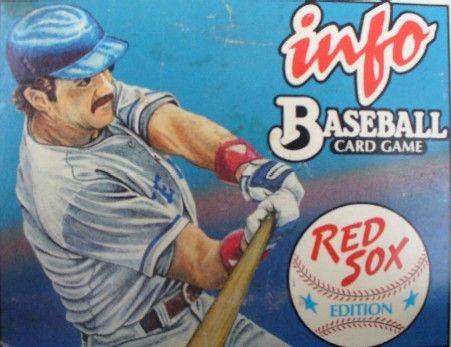 info
BASEBALL
CARD GAME
RED
SOX
EDITION